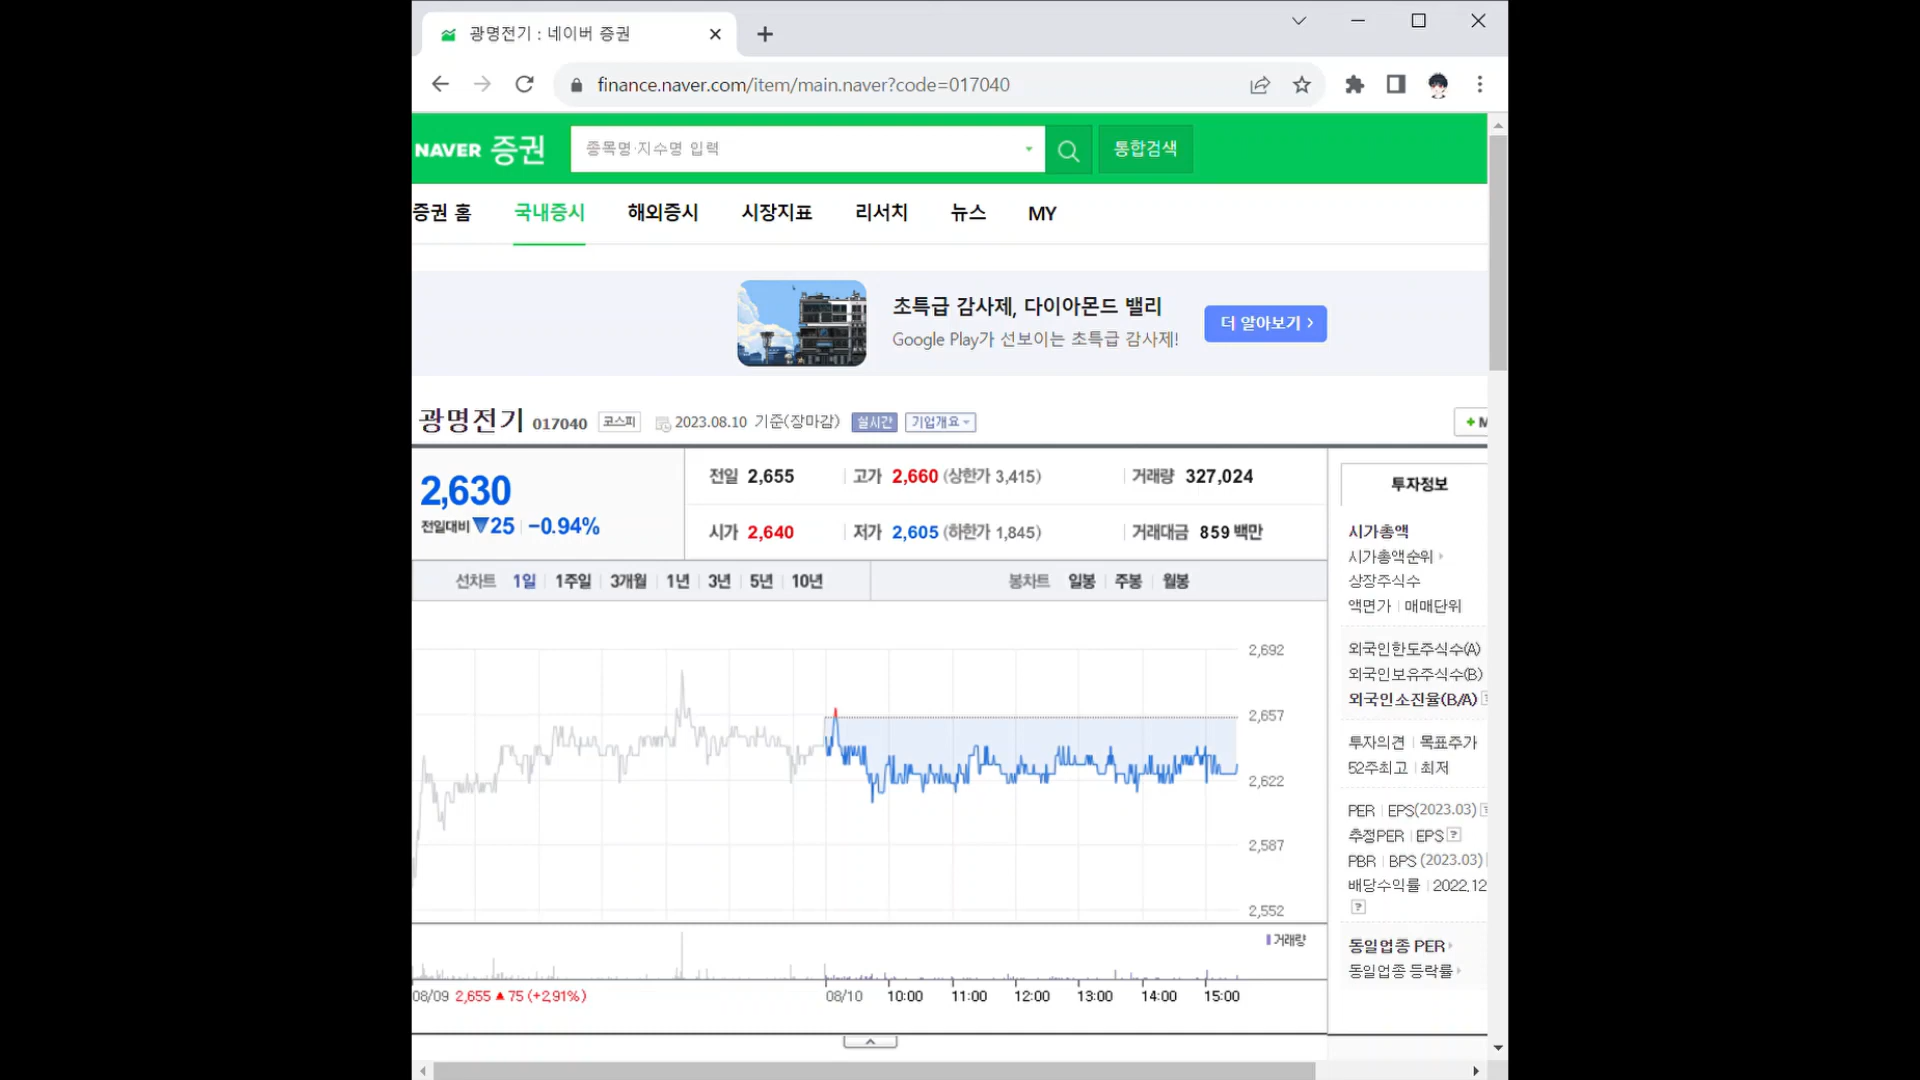 광명전기 : 네이버 증권
finance.naver.com/item/main.naver?code=017040
NAVER 증권
종목명·지수명 입력
통합검색
증권 홈 국내증시 해외증시 시장지표 리서치 뉴스 MY
초특급 감사제, 다이아몬드 밸리
Google Play가 선보이는 초특급 감사제!
더 알아보기
광명전기 017040 코스피 2023.08.10 기준(장마감) 실시간 기업개요
2,630
전일대비 ▼25 -0.94%
전일 2,655 고가 2,660 (상한가 3,415) 거래량 327,024
시가 2,640 저가 2,605 (하한가 1,845) 거래대금 859 백만
선차트 1일 1주일 3개월 1년 3년 5년 10년
봉차트 일봉 주봉 월봉
2,692
2,657
2,622
2,587
2,552
거래량
08/09 2,655 ▲75 (+2.91%)
08/10 10:00 11:00 12:00 13:00 14:00 15:00
투자정보
시가총액
시가총액순위
상장주식수
액면가 매매단위
외국인한도주식수(A)
외국인보유주식수(B)
외국인소진율(B/A)
투자의견 목표주가
52주최고 최저
PER EPS(2023.03)
추정PER EPS ?
PBR BPS (2023.03)
배당수익률 2022.12
?
동일업종 PER
동일업종 등락률